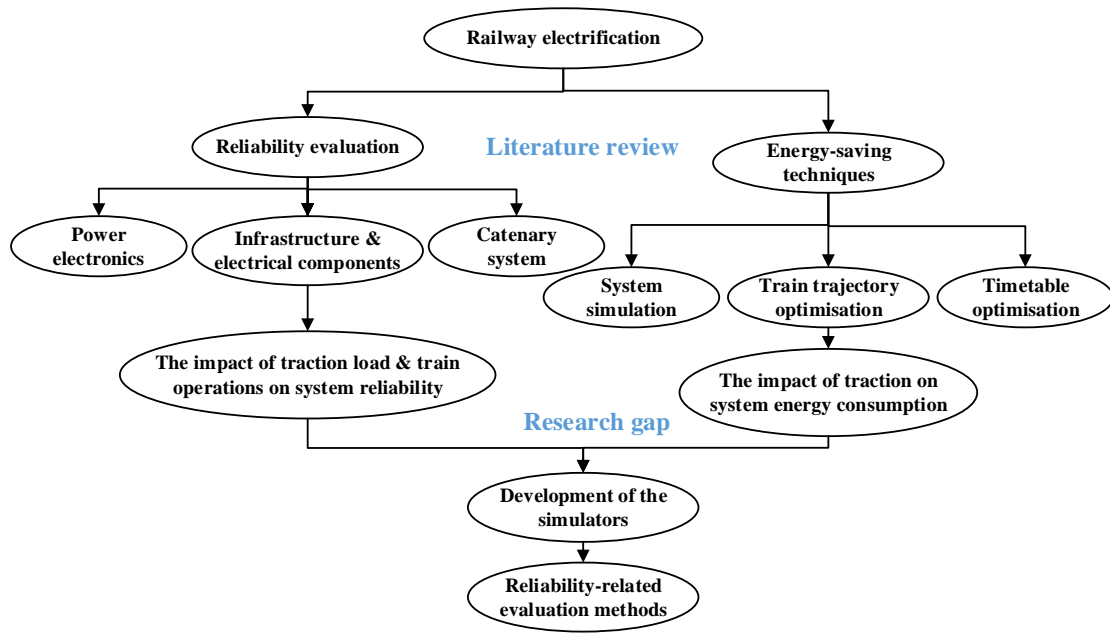 Railway electrification
Reliability evaluation
Literature review
Energy-saving
techniques
Power
electronics
Infrastructure &
electrical components
Catenary
system
System
simulation
Train trajectory
optimisation
Timetable
optimisation
The impact of traction load & train
operations on system reliability
The impact of traction on
system energy consumption
Research gap
Development of the
simulators
Reliability-related
evaluation methods